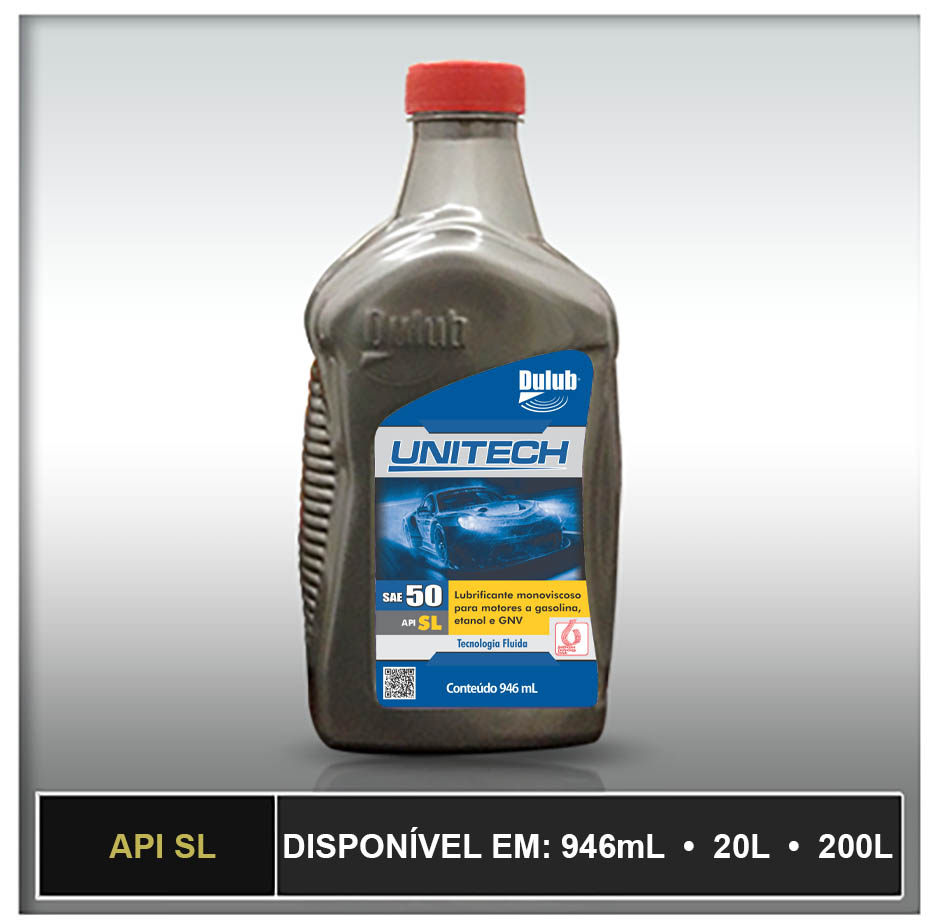 Dulub
Dulub
UNITECH
SAE 50
API SL
Lubrificante monoviscoso
para motores a gasolina,
etanol e GNV
Tecnologia Fluida
6
Conteúdo 946 mL
API SL
DISPONÍVEL EM: 946mL • 20L • 200L